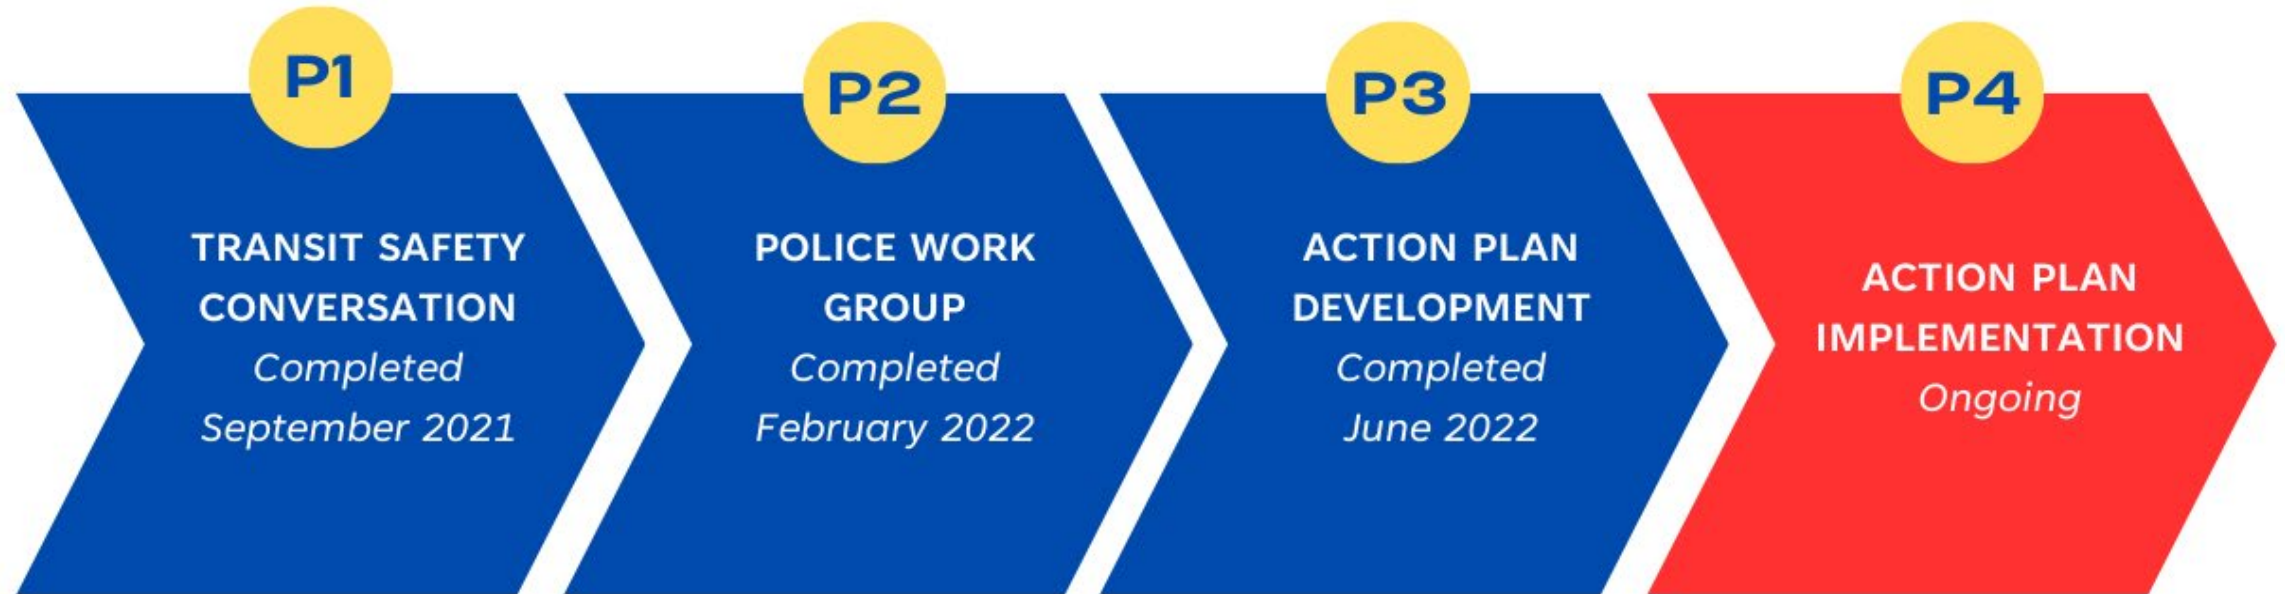 P1
TRANSIT SAFETY
CONVERSATION
Completed
September 2021
P2
POLICE WORK
GROUP
Completed
February 2022
P3
ACTION PLAN
DEVELOPMENT
Completed
June 2022
P4
ACTION PLAN
IMPLEMENTATION
Ongoing